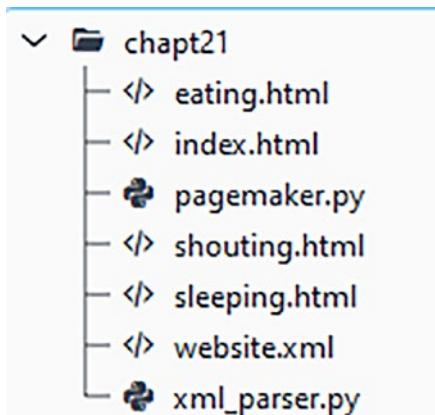 chapt21
eating.html
index.html
pagemaker.py
shouting.html
sleeping.html
website.xml
xml_parser.py